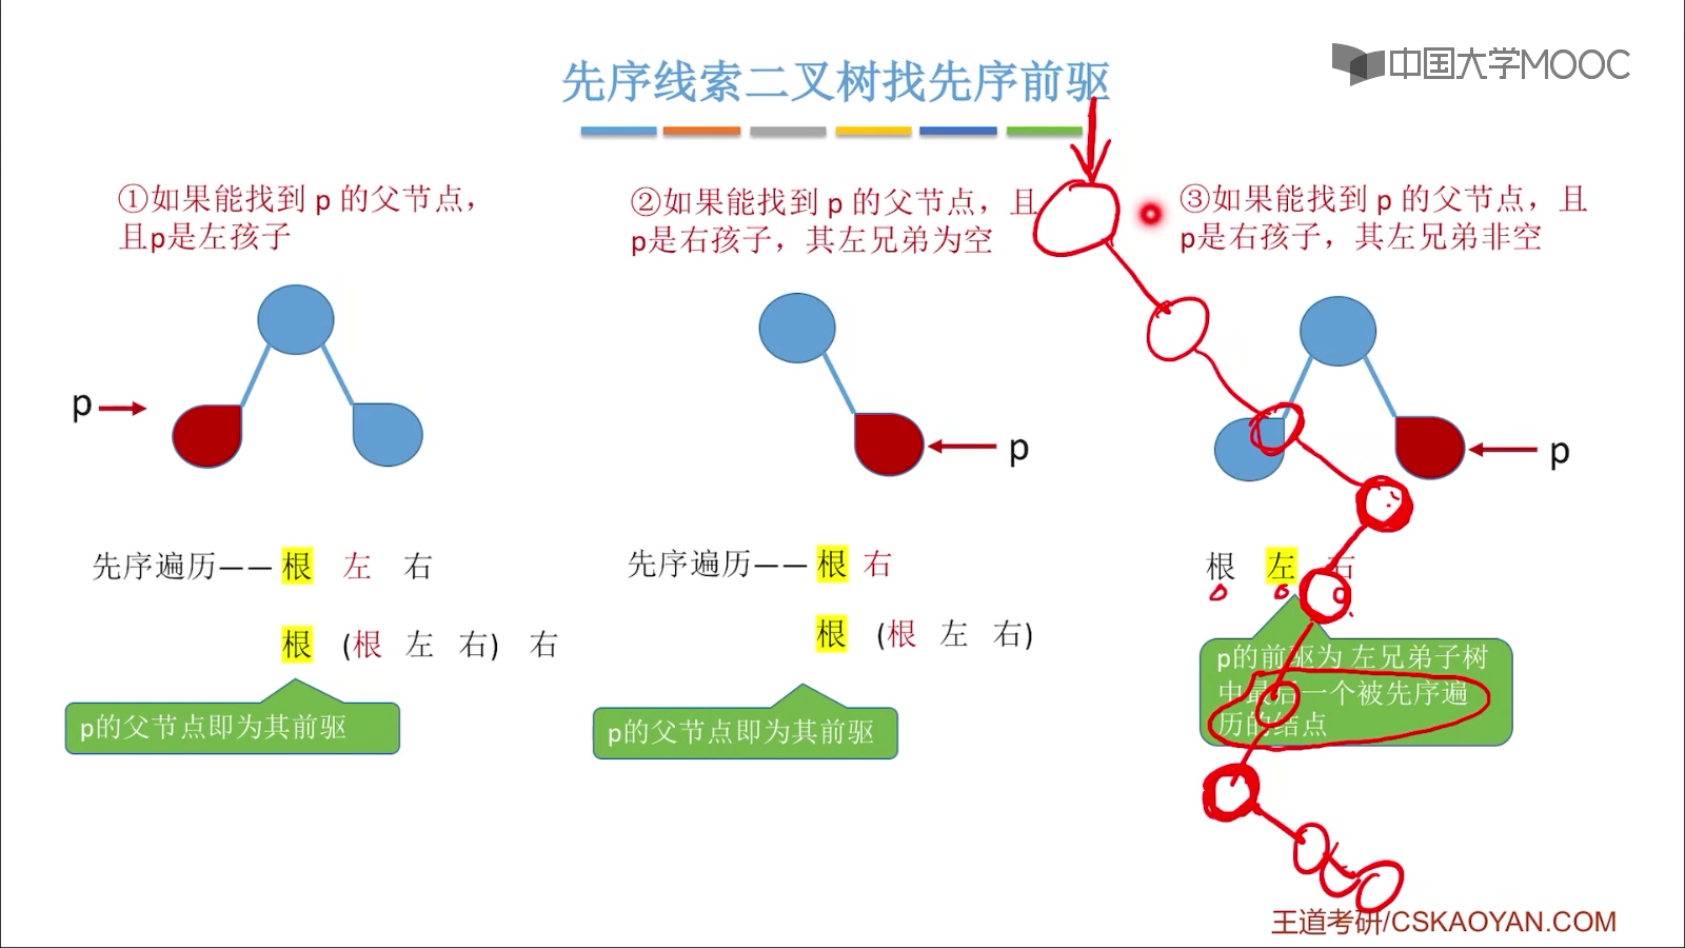 中国大学MOOC
先序线索二叉树找先序前驱
①如果能找到 p 的父节点，
且p是左孩子
p
先序遍历—— 根 左 右
根 (根 左 右) 右
p的父节点即为其前驱
②如果能找到 p 的父节点，且
p是右孩子，其左兄弟为空
p
先序遍历—— 根 右
根 (根 左 右)
p的父节点即为其前驱
③如果能找到 p 的父节点，且
p是右孩子，其左兄弟非空
p
根 左 右
p的前驱为 左兄弟子树
中最后一个被先序遍
历的结点
王道考研/CSKAOYAN.COM